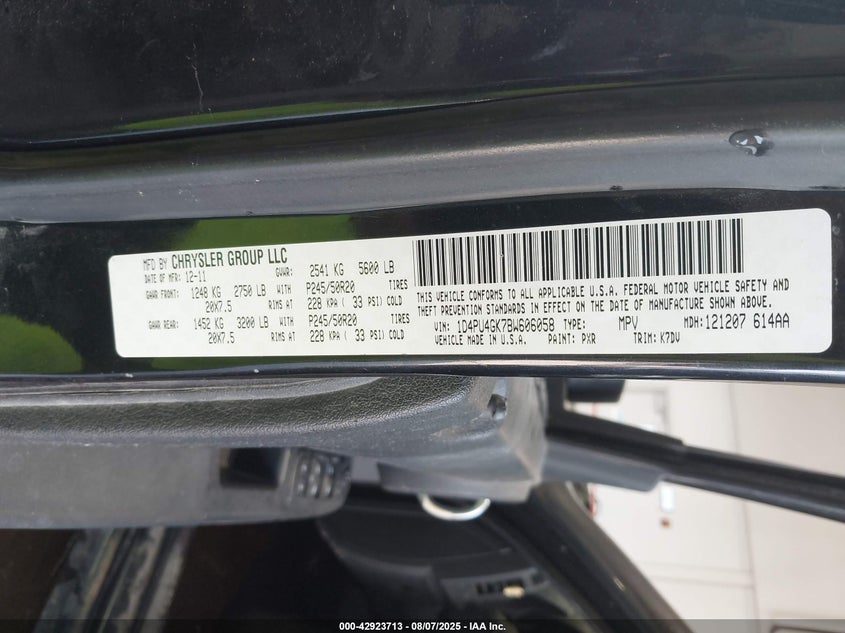 MFD BY CHRYSLER GROUP LLC
DATE OF MFR: 12-11 GVWR: 2541 KG 5600 LB
GAWR FRONT: 1248 KG 2750 LB WITH P245/50R20 TIRES
20X7.5 RIMS AT 228 KPA ( 33 PSI) COLD
GAWR REAR: 1452 KG 3200 LB WITH P245/50R20 TIRES
20X7.5 RIMS AT 228 KPA ( 33 PSI) COLD
THIS VEHICLE CONFORMS TO ALL APPLICABLE U.S.A. FEDERAL MOTOR VEHICLE SAFETY AND
THEFT PREVENTION STANDARDS IN EFFECT ON THE DATE OF MANUFACTURE SHOWN ABOVE.
VIN: 1D4PU4GK7BW606058 TYPE: MPV MDH: 121207 614AA
VEHICLE MADE IN U.S.A. PAINT: PXR TRIM: K7DV
000-42923713 - 08/07/2025 - IAA Inc.